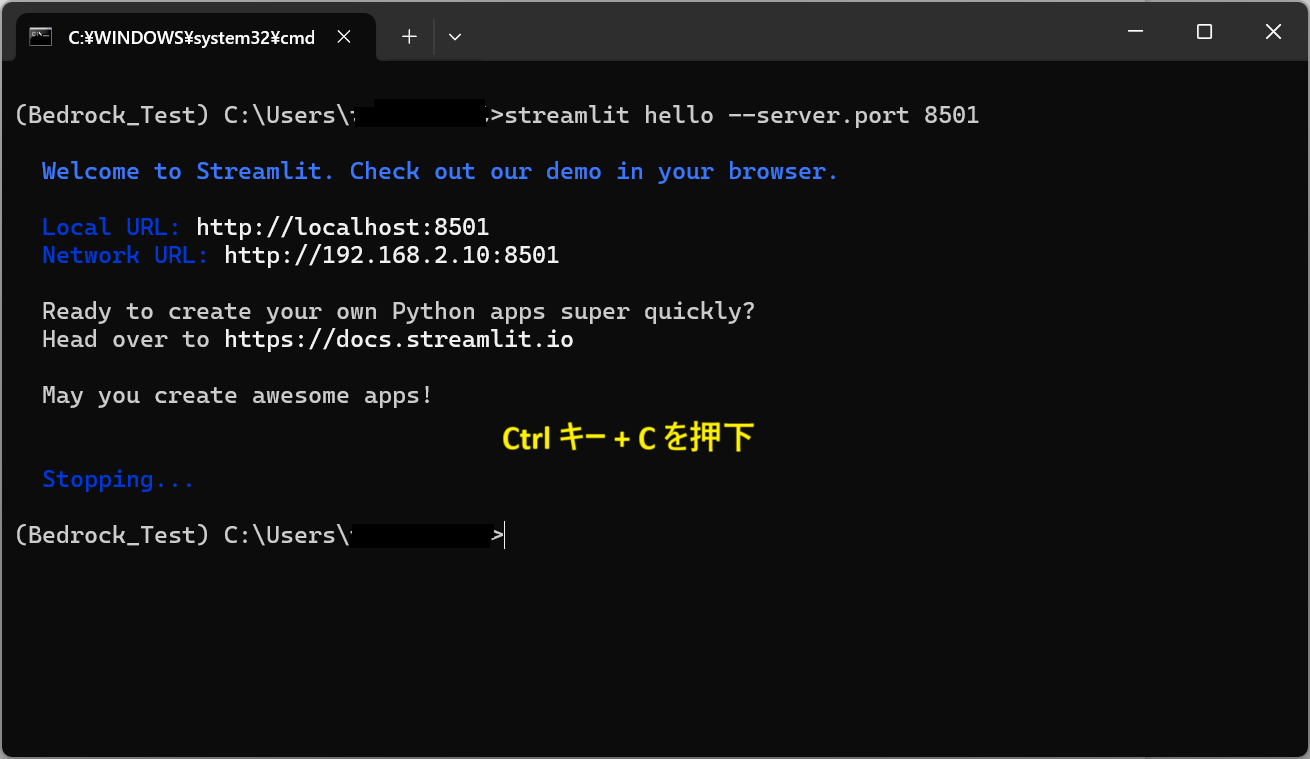 C:¥WINDOWS¥system32¥cmd
(Bedrock_Test) C:\Users\ >streamlit hello --server.port 8501
Welcome to Streamlit. Check out our demo in your browser.
Local URL: http://localhost:8501
Network URL: http://192.168.2.10:8501
Ready to create your own Python apps super quickly?
Head over to https://docs.streamlit.io
May you create awesome apps!
Ctrl キー + C を押下
Stopping...
(Bedrock_Test) C:\Users\ >